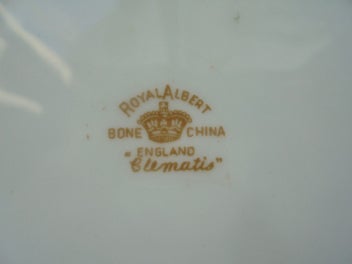 ROYAL ALBERT
BONE CHINA
ENGLAND
"Clematis"